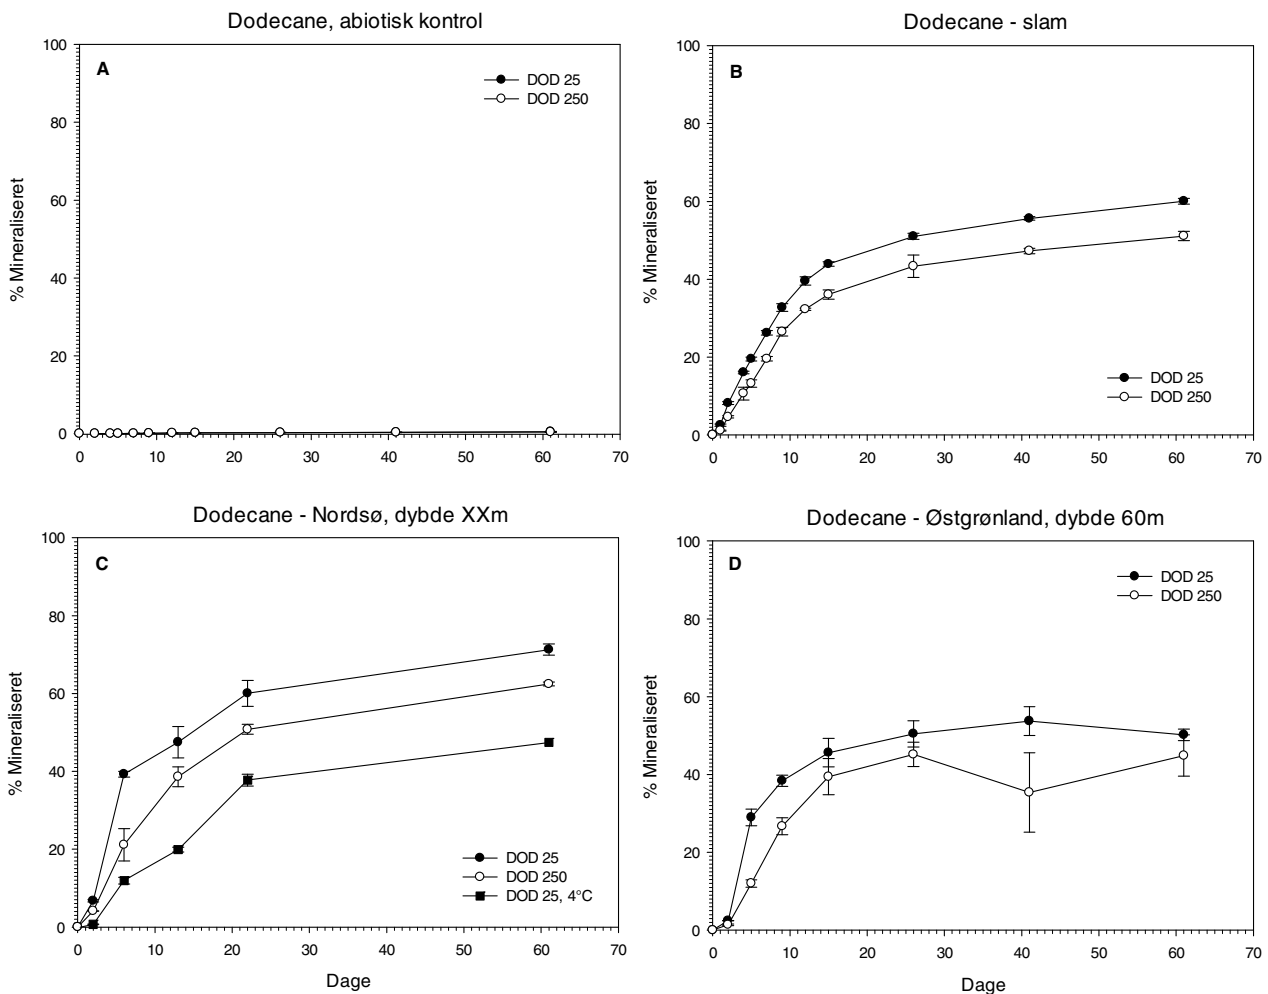 Dodecane, abiotisk kontrol
A
DOD 25
DOD 250
% Mineraliseret
100
80
60
40
20
0
0 10 20 30 40 50 60 70
Dodecane - slam
B
DOD 25
DOD 250
% Mineraliseret
100
80
60
40
20
0
0 10 20 30 40 50 60 70
Dodecane - Nordsø, dybde XXm
C
DOD 25
DOD 250
DOD 25, 4°C
% Mineraliseret
100
80
60
40
20
0
0 10 20 30 40 50 60 70
Dage
Dodecane - Østgrønland, dybde 60m
D
DOD 25
DOD 250
% Mineraliseret
100
80
60
40
20
0
0 10 20 30 40 50 60 70
Dage